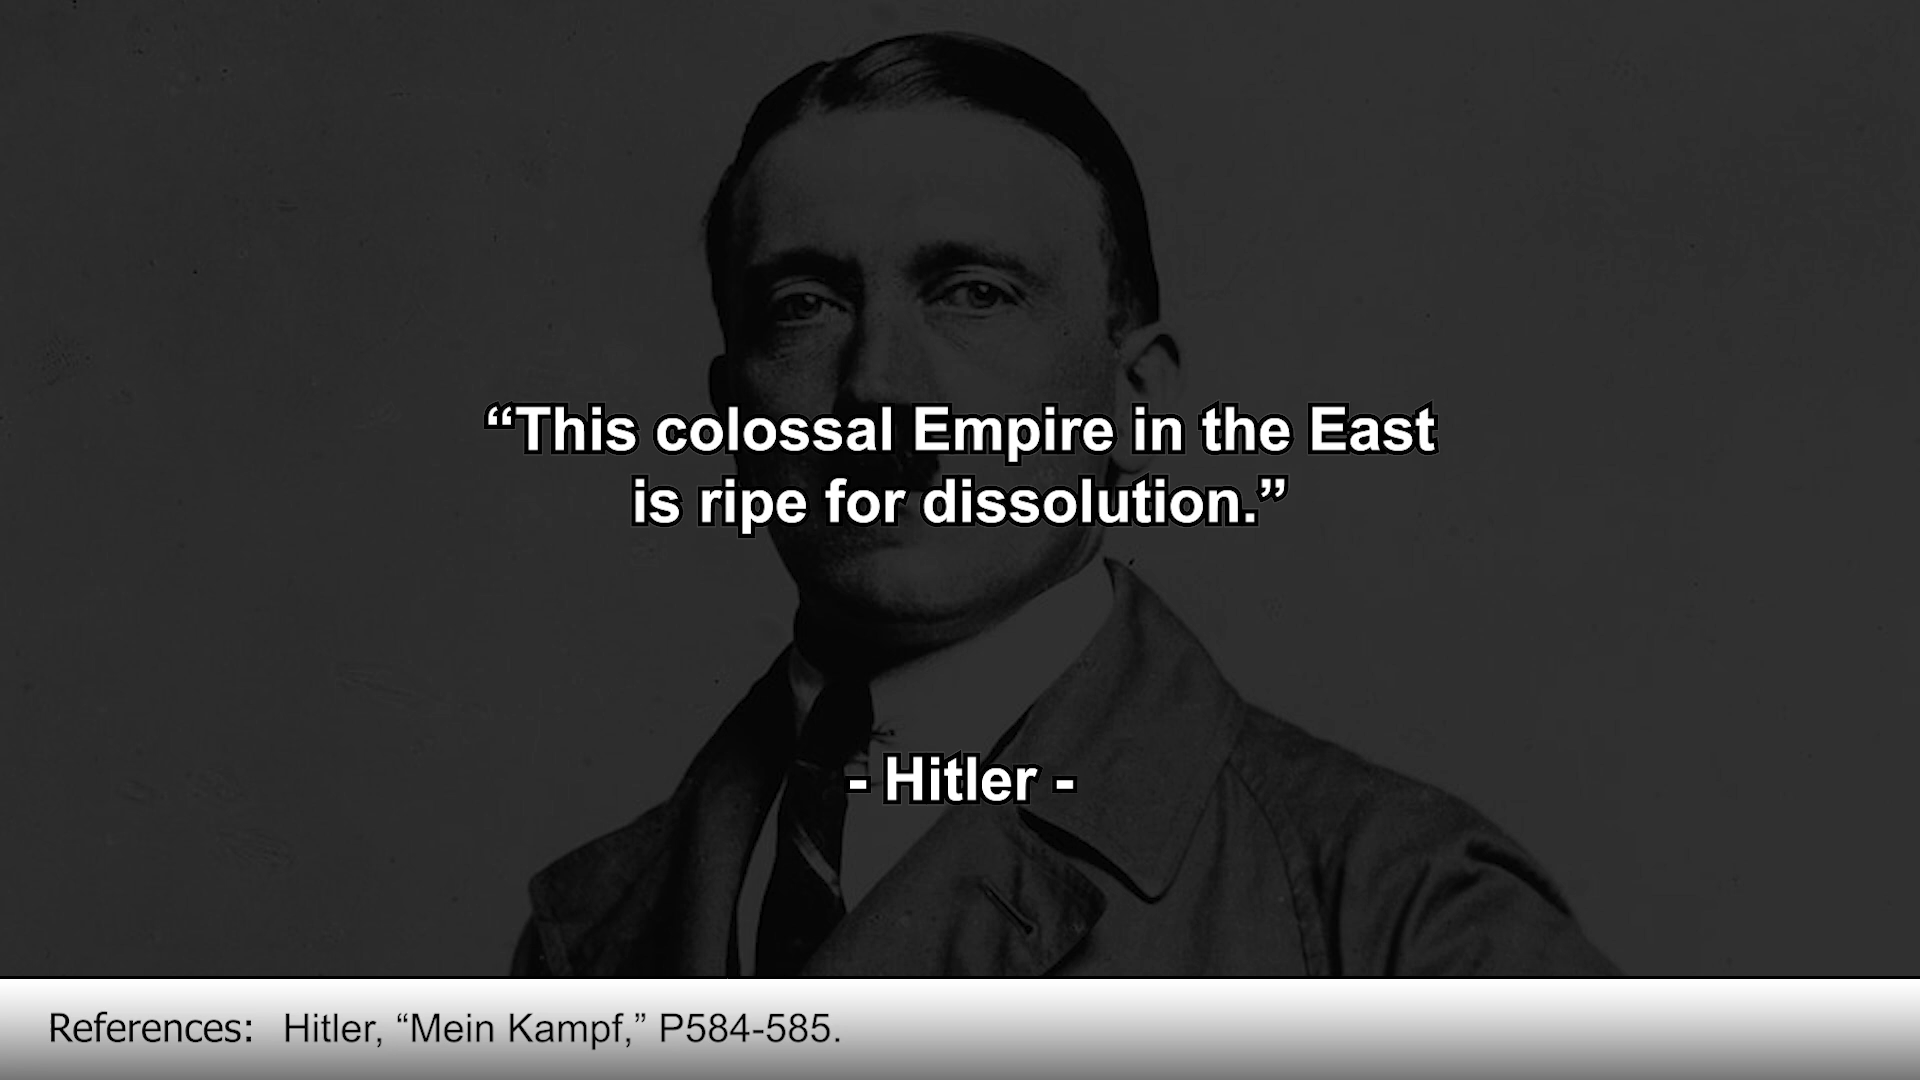 “This colossal Empire in the East
is ripe for dissolution.”
- Hitler -
References: Hitler, “Mein Kampf,” P584-585.